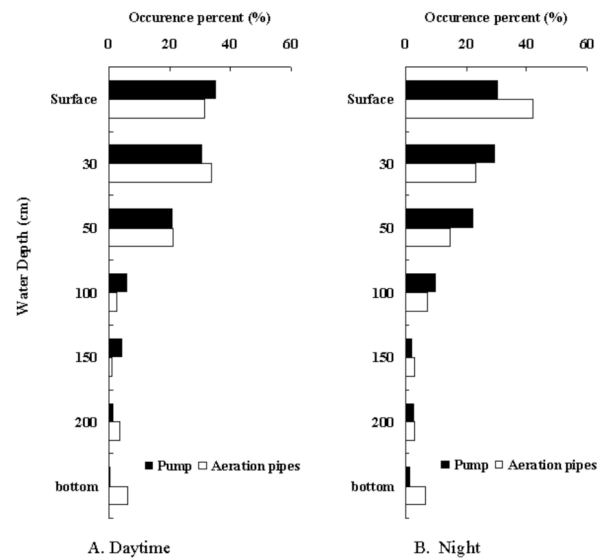 Occurence percent (%)
0 20 40 60
Surface
30
50
100
150
200
bottom
Water Depth (cm)
Pump Aeration pipes
A. Daytime
Occurence percent (%)
0 20 40 60
Surface
30
50
100
150
200
bottom
Pump Aeration pipes
B. Night